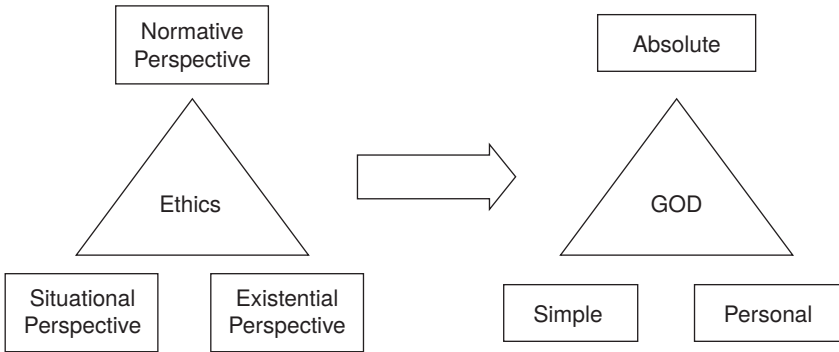 Normative
Perspective
Ethics
Situational
Perspective
Existential
Perspective
Absolute
GOD
Simple
Personal